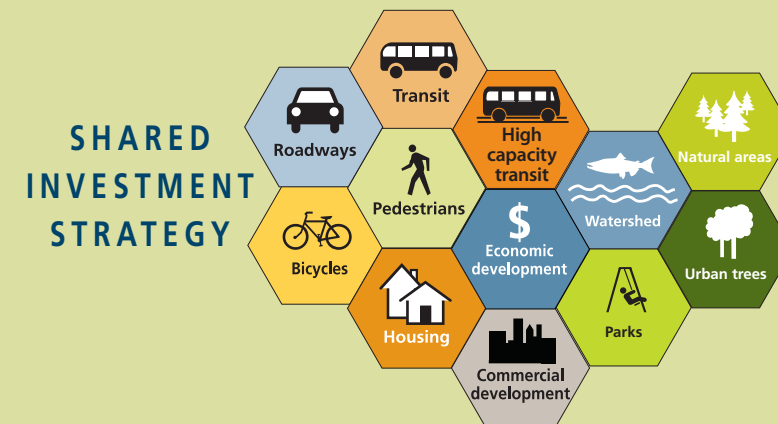 SHARED
INVESTMENT
STRATEGY
Roadways
Transit
High
capacity
transit
Natural areas
Pedestrians
Watershed
Bicycles
$
Economic
development
Urban trees
Housing
Parks
Commercial
development